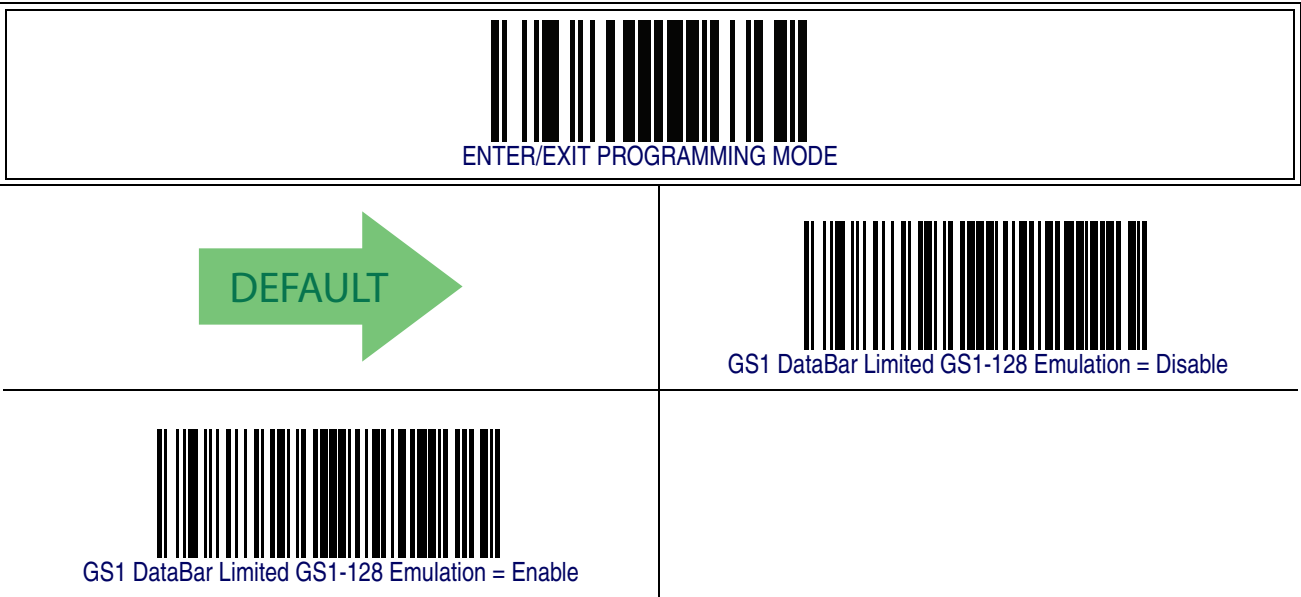 ENTER/EXIT PROGRAMMING MODE
DEFAULT
GS1 DataBar Limited GS1-128 Emulation = Disable
GS1 DataBar Limited GS1-128 Emulation = Enable